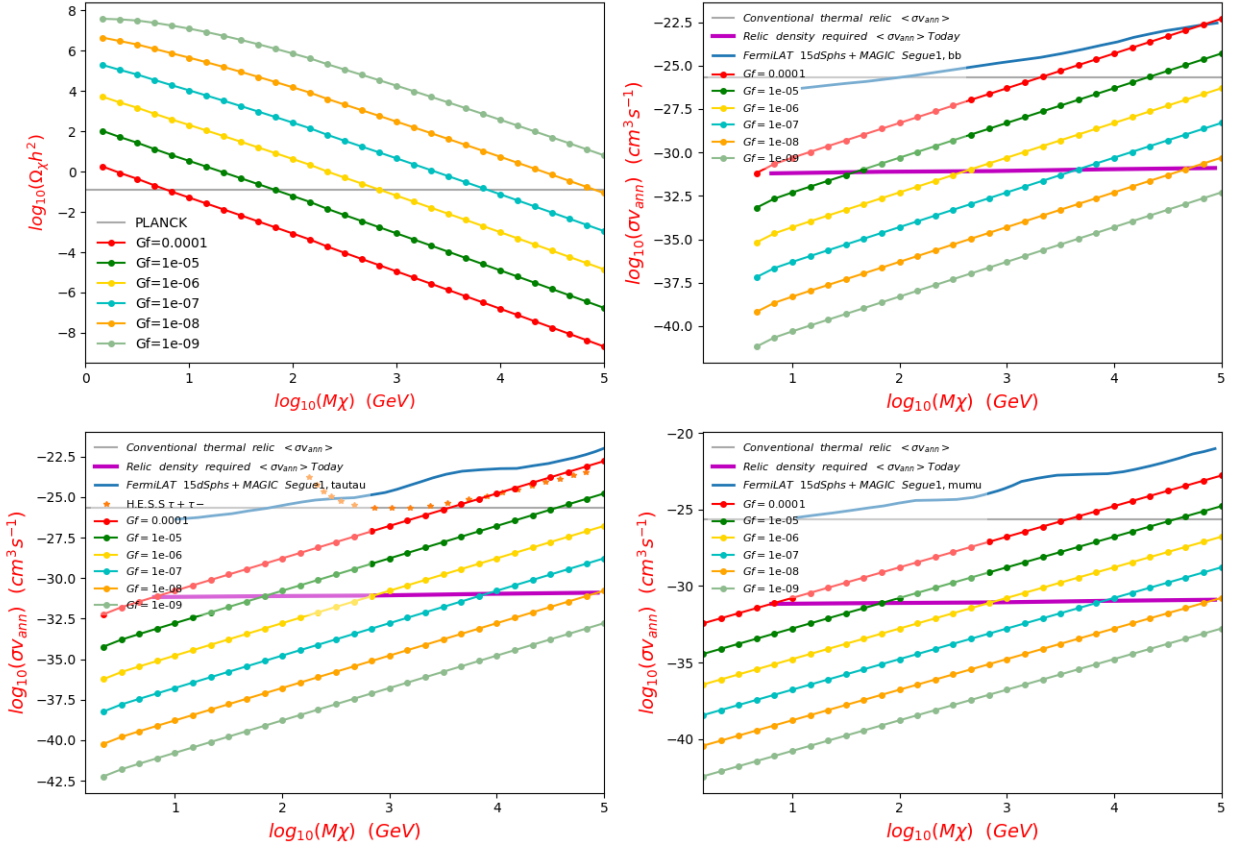 log10(Ωχh²)
8
6
4
2
0
−2
−4
−6
−8
PLANCK
Gf=0.0001
Gf=1e-05
Gf=1e-06
Gf=1e-07
Gf=1e-08
Gf=1e-09
0 1 2 3 4 5
log10(Mχ) (GeV)
log10(σvann) (cm³s⁻¹)
−22.5
−25.0
−27.5
−30.0
−32.5
−35.0
−37.5
−40.0
Conventional thermal relic <σvann>
Relic density required <σvann> Today
FermiLAT 15dSphs+MAGIC Segue1, bb
Gf=0.0001
Gf=1e-05
Gf=1e-06
Gf=1e-07
Gf=1e-08
Gf=1e-09
1 2 3 4 5
log10(Mχ) (GeV)
log10(σvann) (cm³s⁻¹)
−22.5
−25.0
−27.5
−30.0
−32.5
−35.0
−37.5
−40.0
−42.5
Conventional thermal relic <σvann>
Relic density required <σvann> Today
FermiLAT 15dSphs+MAGIC Segue1, tautau
H.E.S.S τ+τ−
Gf=0.0001
Gf=1e-05
Gf=1e-06
Gf=1e-07
Gf=1e-08
Gf=1e-09
1 2 3 4 5
log10(Mχ) (GeV)
log10(σvann) (cm³s⁻¹)
−20
−25
−30
−35
−40
Conventional thermal relic <σvann>
Relic density required <σvann> Today
FermiLAT 15dSphs+MAGIC Segue1, mumu
Gf=0.0001
Gf=1e-05
Gf=1e-06
Gf=1e-07
Gf=1e-08
Gf=1e-09
1 2 3 4 5
log10(Mχ) (GeV)